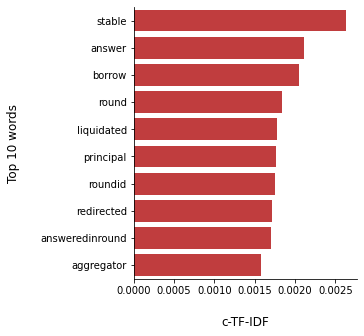 Top 10 words
stable
answer
borrow
round
liquidated
principal
roundid
redirected
answeredinround
aggregator
0.0000 0.0005 0.0010 0.0015 0.0020 0.0025
c-TF-IDF